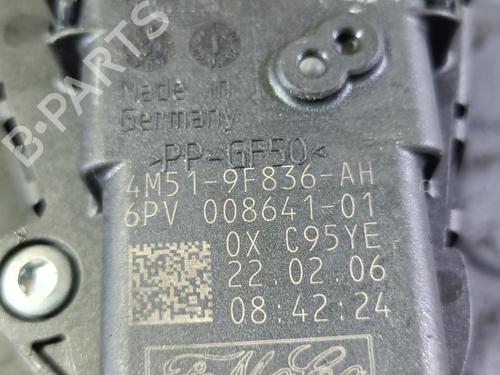 Made in
Germany
>PP-GF50<
4M51-9F836-AH
6PV 008641-01
0X C95YE
22.02.06
08:42:24
FoMoCo
B-PARTS